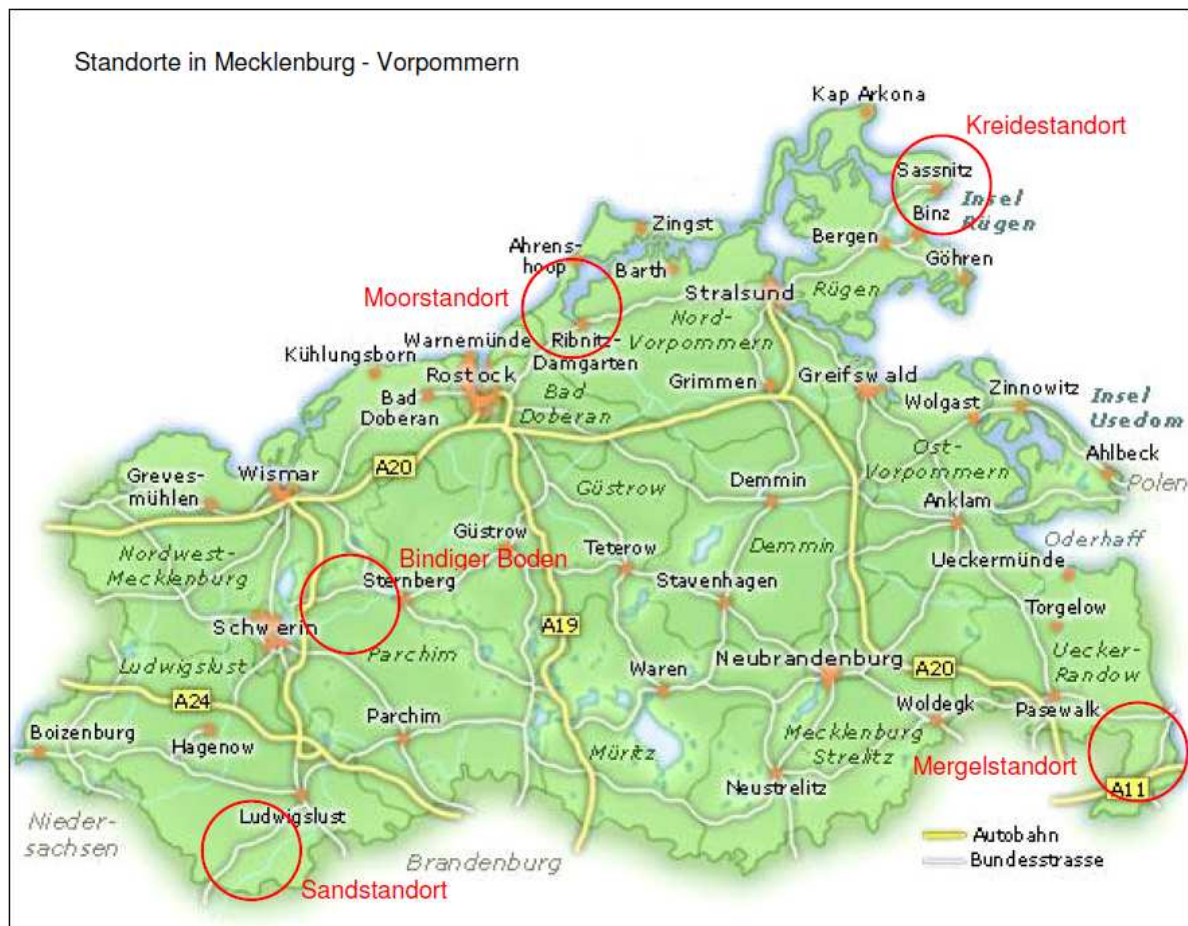 Standorte in Mecklenburg - Vorpommern
Kap Arkona
Kreidestandort
Sassnitz
Insel
Rügen
Binz
Zingst
Bergen
Ahrens-
hoop
Barth
Göhren
Moorstandort
Stralsund
Rügen
Nord-
Vorpommern
Warnemünde
Ribnitz-
Damgarten
Kühlungsborn
Rostock
Grimmen
Greifswald
Zinnowitz
Bad
Doberan
Bad
Doberan
Wolgast
Insel
Usedom
Ost-
Vorpommern
Ahlbeck
A20
Wismar
Greves-
mühlen
Güstrow
Demmin
Anklam
Polen
Güstrow
Teterow
Demmin
Oderhaff
Nordwest-
Mecklenburg
Bindiger Boden
Sternberg
Stavenhagen
Ueckermünde
Torgelow
Schwerin
A19
Ludwigslust
Parchim
Waren
Neubrandenburg
A20
Uecker-
Randow
A24
Boizenburg
Hagenow
Parchim
Müritz
Mecklenburg
Strelitz
Woldegk
Pasewalk
Mergelstandort
Neustrelitz
A11
Nieder-
sachsen
Ludwigslust
Brandenburg
Sandstandort
Autobahn
Bundesstrasse